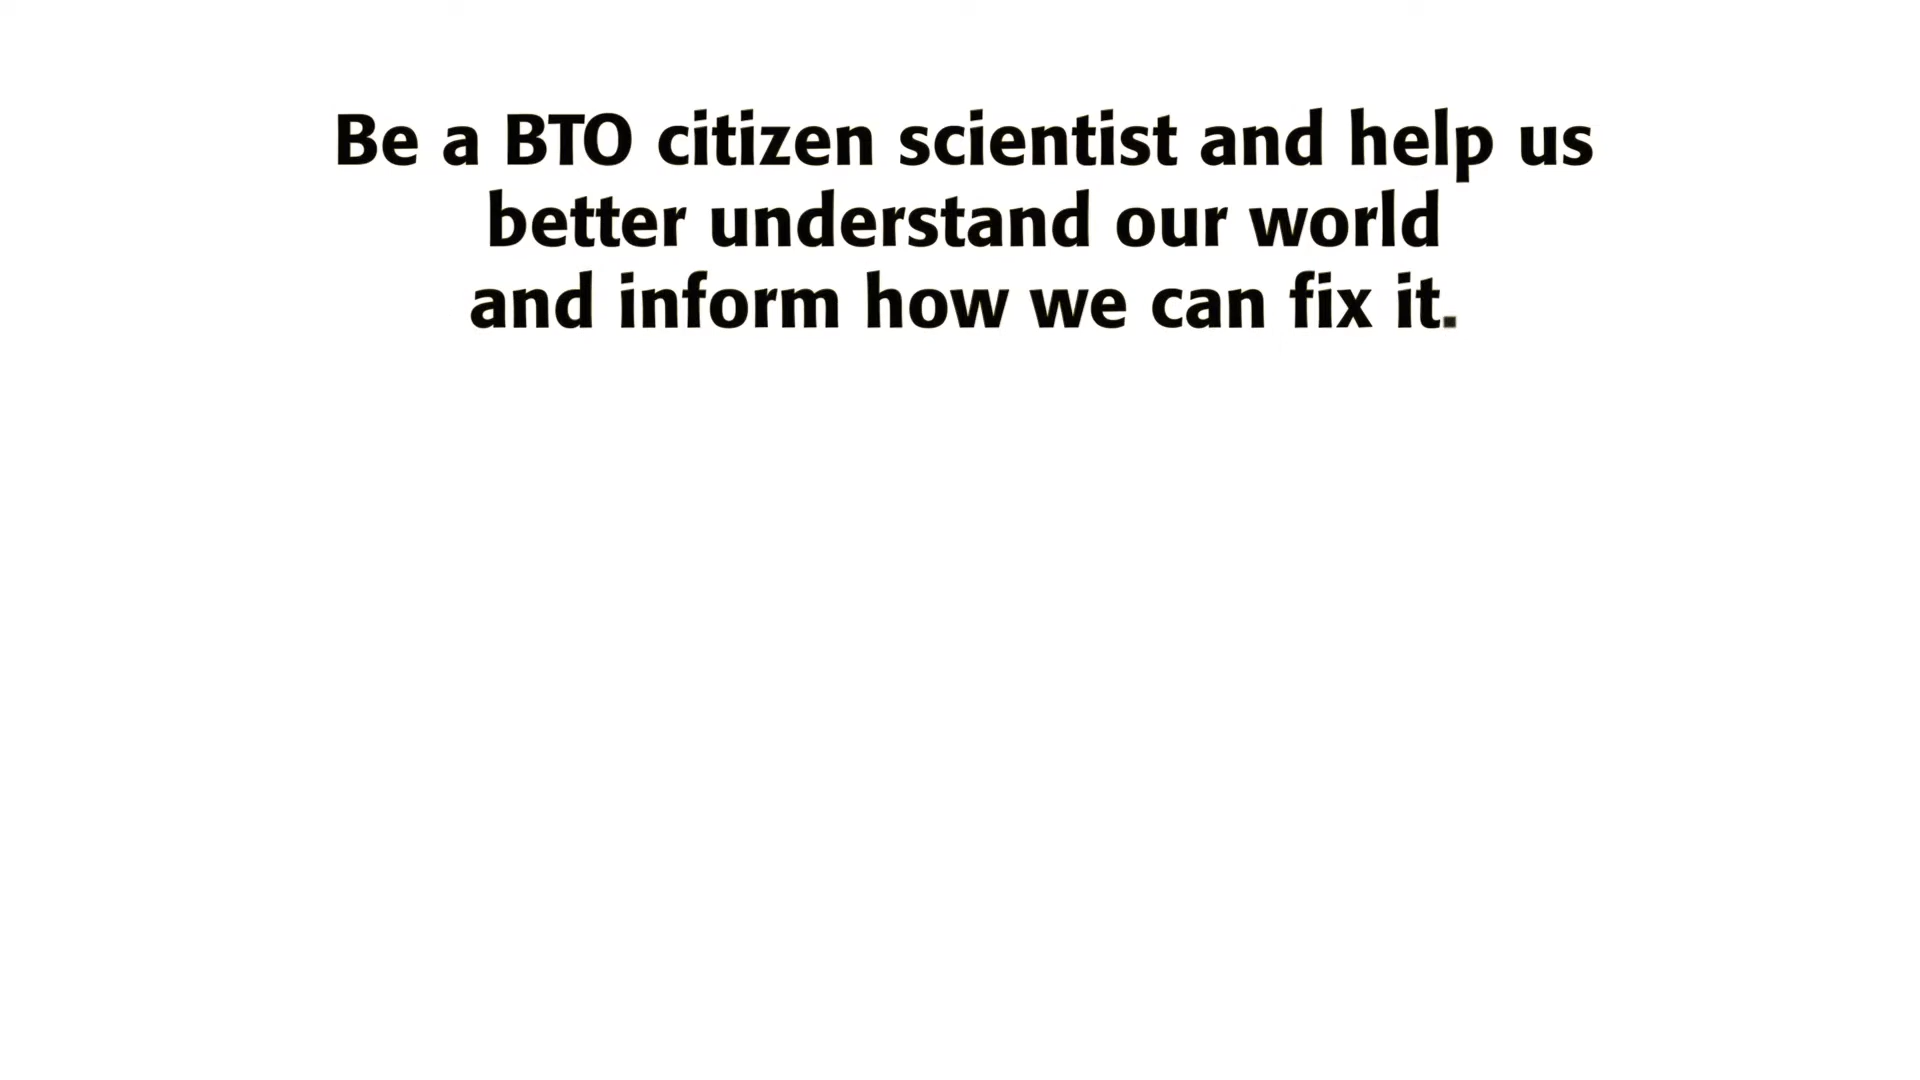 Be a BTO citizen scientist and help us
better understand our world
and inform how we can fix it.